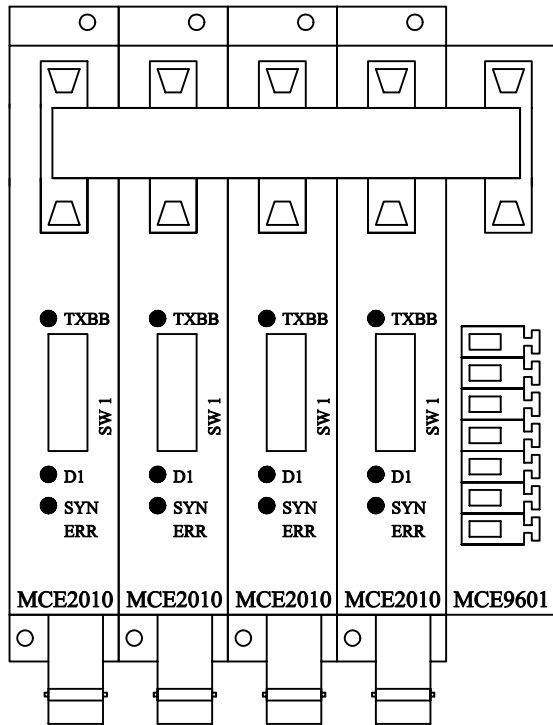 TXBB TXBB TXBB TXBB
SW 1 SW 1 SW 1 SW 1
D1 D1 D1 D1
SYN SYN SYN SYN
ERR ERR ERR ERR
MCE2010 MCE2010 MCE2010 MCE2010 MCE9601